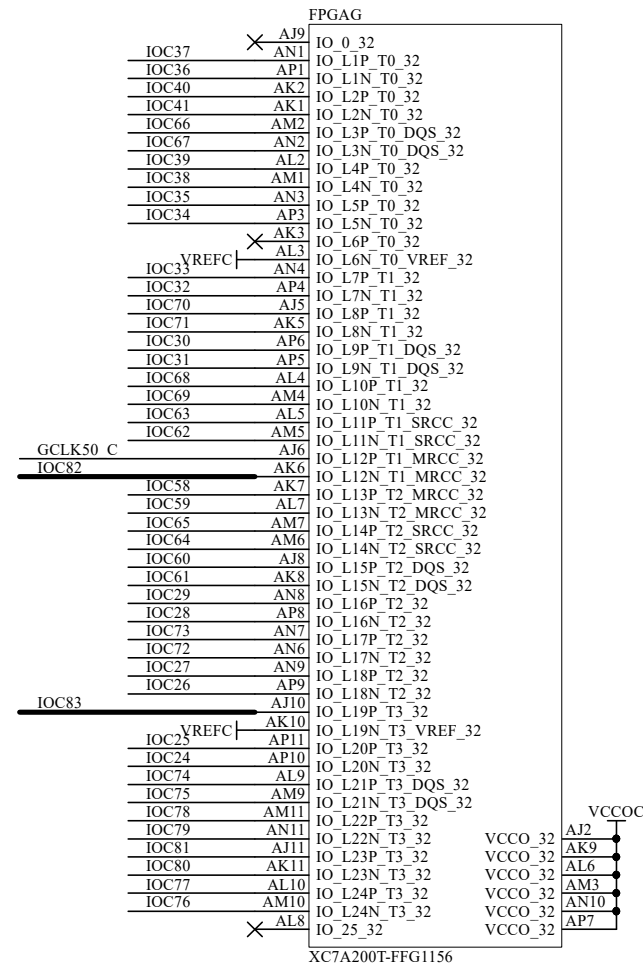 FPGAG
AJ9 IO_0_32
IOC37 AN1 IO_L1P_T0_32
IOC36 AP1 IO_L1N_T0_32
IOC40 AK2 IO_L2P_T0_32
IOC41 AK1 IO_L2N_T0_32
IOC66 AM2 IO_L3P_T0_DQS_32
IOC67 AN2 IO_L3N_T0_DQS_32
IOC39 AL2 IO_L4P_T0_32
IOC38 AM1 IO_L4N_T0_32
IOC35 AN3 IO_L5P_T0_32
IOC34 AP3 IO_L5N_T0_32
AK3 IO_L6P_T0_32
VREFC AL3 IO_L6N_T0_VREF_32
IOC33 AN4 IO_L7P_T1_32
IOC32 AP4 IO_L7N_T1_32
IOC70 AJ5 IO_L8P_T1_32
IOC71 AK5 IO_L8N_T1_32
IOC30 AP6 IO_L9P_T1_DQS_32
IOC31 AP5 IO_L9N_T1_DQS_32
IOC68 AL4 IO_L10P_T1_32
IOC69 AM4 IO_L10N_T1_32
IOC63 AL5 IO_L11P_T1_SRCC_32
IOC62 AM5 IO_L11N_T1_SRCC_32
GCLK50_C AJ6 IO_L12P_T1_MRCC_32
IOC82 AK6 IO_L12N_T1_MRCC_32
IOC58 AK7 IO_L13P_T2_MRCC_32
IOC59 AL7 IO_L13N_T2_MRCC_32
IOC65 AM7 IO_L14P_T2_SRCC_32
IOC64 AM6 IO_L14N_T2_SRCC_32
IOC60 AJ8 IO_L15P_T2_DQS_32
IOC61 AK8 IO_L15N_T2_DQS_32
IOC29 AN8 IO_L16P_T2_32
IOC28 AP8 IO_L16N_T2_32
IOC73 AN7 IO_L17P_T2_32
IOC72 AN6 IO_L17N_T2_32
IOC27 AN9 IO_L18P_T2_32
IOC26 AP9 IO_L18N_T2_32
IOC83 AJ10 IO_L19P_T3_32
VREFC AK10 IO_L19N_T3_VREF_32
IOC25 AP11 IO_L20P_T3_32
IOC24 AP10 IO_L20N_T3_32
IOC74 AL9 IO_L21P_T3_DQS_32
IOC75 AM9 IO_L21N_T3_DQS_32
IOC78 AM11 IO_L22P_T3_32
VCCOC
IOC79 AN11 IO_L22N_T3_32 VCCO_32 AJ2
IOC81 AJ11 IO_L23P_T3_32 VCCO_32 AK9
IOC80 AK11 IO_L23N_T3_32 VCCO_32 AL6
IOC77 AL10 IO_L24P_T3_32 VCCO_32 AM3
IOC76 AM10 IO_L24N_T3_32 VCCO_32 AN10
AL8 IO_25_32 VCCO_32 AP7
XC7A200T-FFG1156